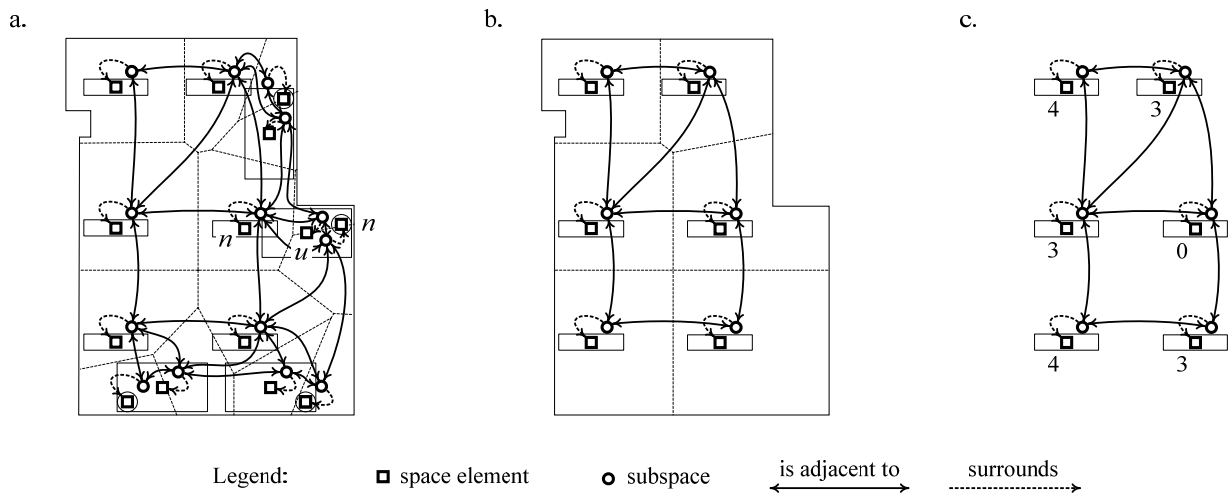 a. b. c.
4 3
n n
u
3 0
4 3
Legend: space element subspace is adjacent to surrounds